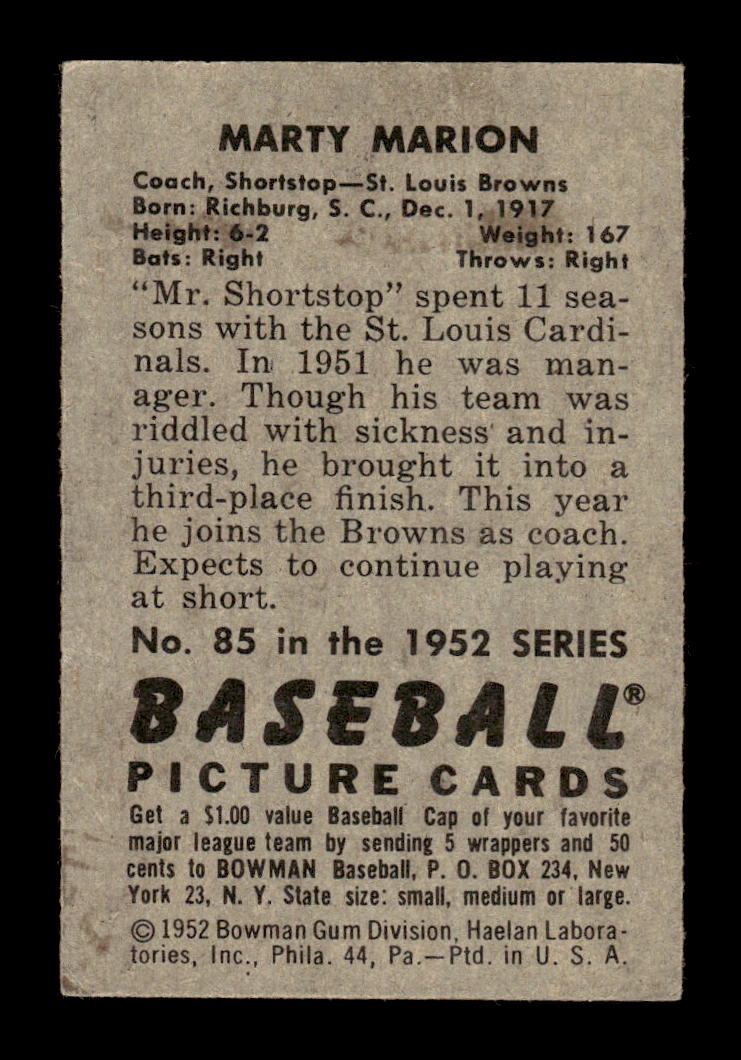 MARTY MARION
Coach, Shortstop—St. Louis Browns
Born: Richburg, S. C., Dec. 1, 1917
Height: 6-2 Weight: 167
Bats: Right Throws: Right
"Mr. Shortstop" spent 11 sea-
sons with the St. Louis Cardi-
nals. In 1951 he was man-
ager. Though his team was
riddled with sickness and in-
juries, he brought it into a
third-place finish. This year
he joins the Browns as coach.
Expects to continue playing
at short.
No. 85 in the 1952 SERIES
BASEBALL®
PICTURE CARDS
Get a $1.00 value Baseball Cap of your favorite
major league team by sending 5 wrappers and 50
cents to BOWMAN Baseball, P. O. BOX 234, New
York 23, N. Y. State size: small, medium or large.
© 1952 Bowman Gum Division, Haelan Labora-
tories, Inc., Phila. 44, Pa.—Ptd. in U. S. A.